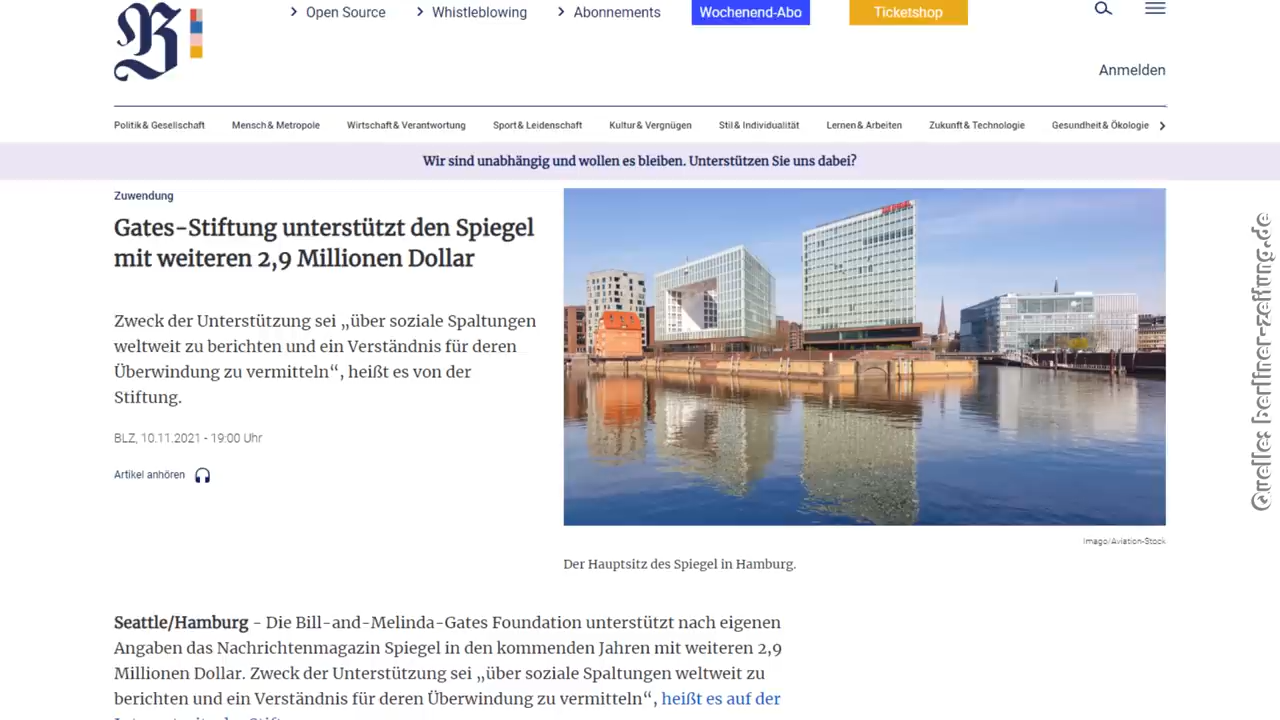 B
Open Source
Whistleblowing
Abonnements
Wochenend-Abo
Ticketshop
Anmelden
Politik & Gesellschaft
Mensch & Metropole
Wirtschaft & Verantwortung
Sport & Leidenschaft
Kultur & Vergnügen
Stil & Individualität
Lernen & Arbeiten
Zukunft & Technologie
Gesundheit & Ökologie
Wir sind unabhängig und wollen es bleiben. Unterstützen Sie uns dabei?
Zuwendung
Gates-Stiftung unterstützt den Spiegel
mit weiteren 2,9 Millionen Dollar
Zweck der Unterstützung sei „über soziale Spaltungen
weltweit zu berichten und ein Verständnis für deren
Überwindung zu vermitteln“, heißt es von der
Stiftung.
BLZ, 10.11.2021 - 19:00 Uhr
Artikel anhören
Imago/Aviation-Stock
Der Hauptsitz des Spiegel in Hamburg.
Seattle/Hamburg - Die Bill-and-Melinda-Gates Foundation unterstützt nach eigenen
Angaben das Nachrichtenmagazin Spiegel in den kommenden Jahren mit weiteren 2,9
Millionen Dollar. Zweck der Unterstützung sei „über soziale Spaltungen weltweit zu
berichten und ein Verständnis für deren Überwindung zu vermitteln“, heißt es auf der
Quelle: berliner-zeitung.de